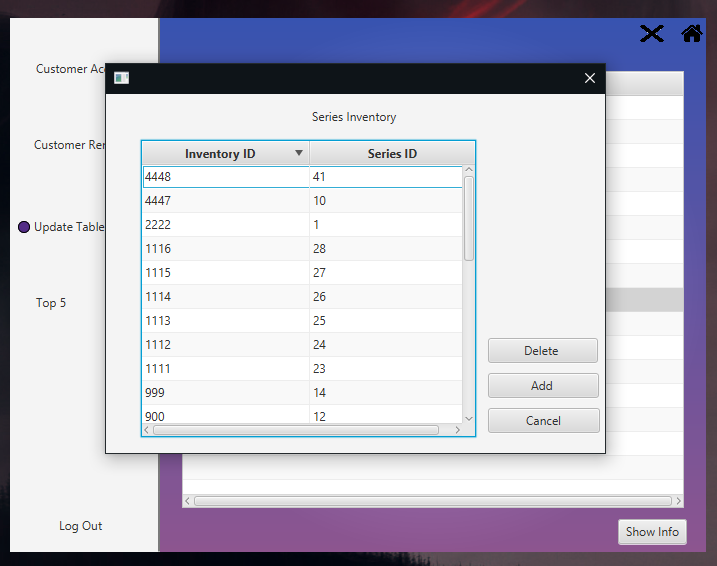 Customer Acc
Customer Ren
Update Table
Top 5
Log Out
Series Inventory
Inventory ID Series ID
4448 41
4447 10
2222 1
1116 28
1115 27
1114 26
1113 25
1112 24
1111 23
999 14
900 12
Delete
Add
Cancel
Show Info